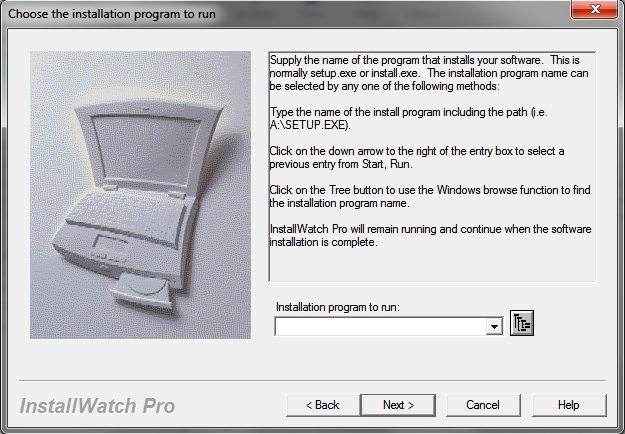 Choose the installation program to run
Supply the name of the program that installs your software.  This is
normally setup.exe or install.exe.  The installation program name can
be selected by any one of the following methods:
Type the name of the install program including the path (i.e.
A:\SETUP.EXE).
Click on the down arrow to the right of the entry box to select a
previous entry from Start, Run.
Click on the Tree button to use the Windows browse function to find
the installation program name.
InstallWatch Pro will remain running and continue when the software
installation is complete.
Installation program to run:
InstallWatch Pro
< Back
Next >
Cancel
Help